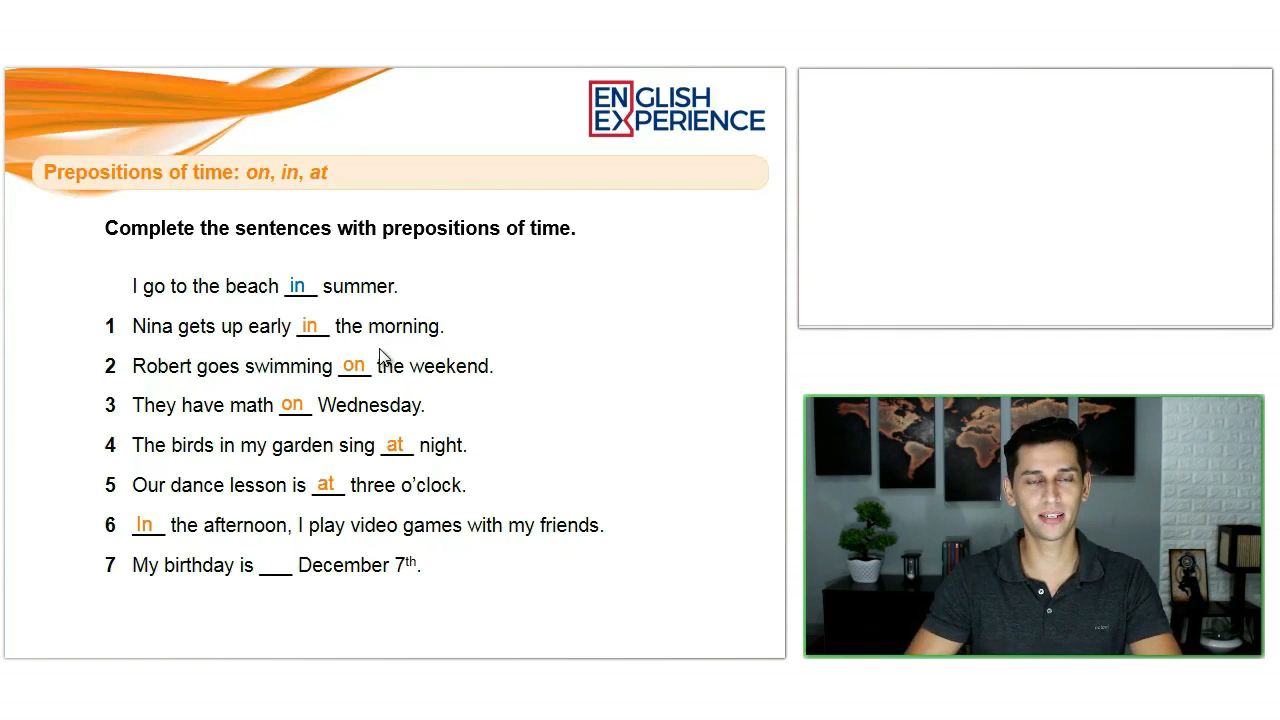 ENGLISH
EXPERIENCE
Prepositions of time: on, in, at
Complete the sentences with prepositions of time.
I go to the beach in summer.
1 Nina gets up early in the morning.
2 Robert goes swimming on the weekend.
3 They have math on Wednesday.
4 The birds in my garden sing at night.
5 Our dance lesson is at three o’clock.
6 In the afternoon, I play video games with my friends.
7 My birthday is ___ December 7th.